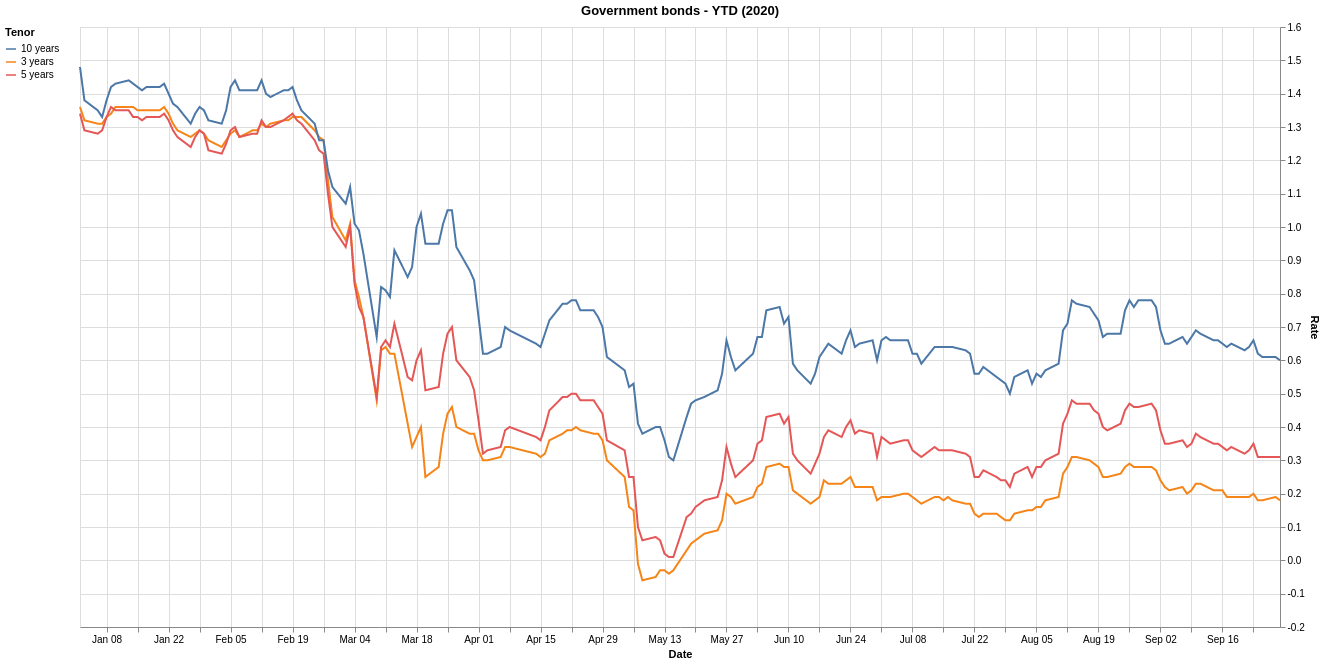 Government bonds - YTD (2020)
Tenor
10 years
3 years
5 years
1.6
1.5
1.4
1.3
1.2
1.1
1.0
0.9
0.8
0.7
0.6
0.5
0.4
0.3
0.2
0.1
0.0
-0.1
-0.2
Rate
Jan 08 Jan 22 Feb 05 Feb 19 Mar 04 Mar 18 Apr 01 Apr 15 Apr 29 May 13 May 27 Jun 10 Jun 24 Jul 08 Jul 22 Aug 05 Aug 19 Sep 02 Sep 16
Date